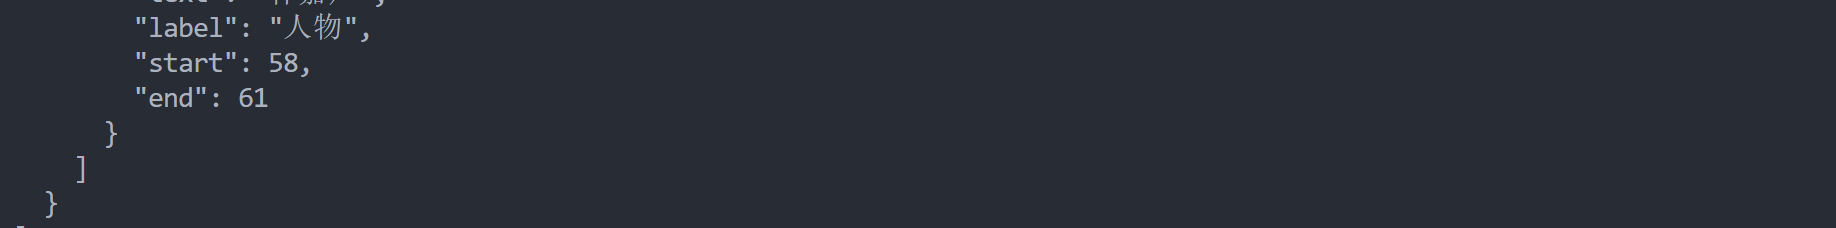 "label": "人物",
"start": 58,
"end": 61
}
]
}